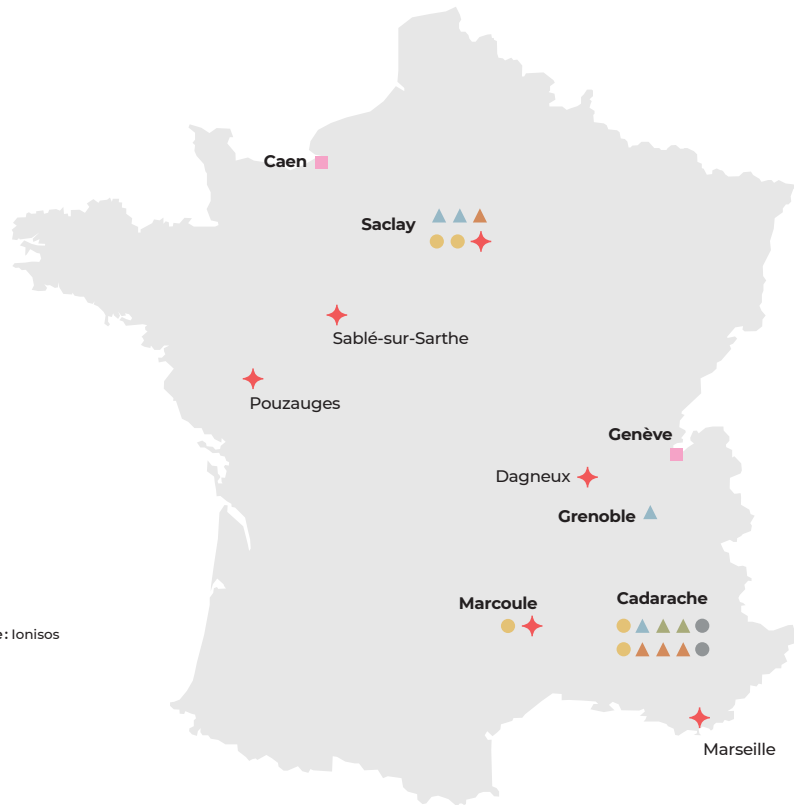 Caen
Saclay
Sablé-sur-Sarthe
Pouzauges
Genève
Dagneux
Grenoble
Marcoule
Cadarache
: Ionisos
Marseille